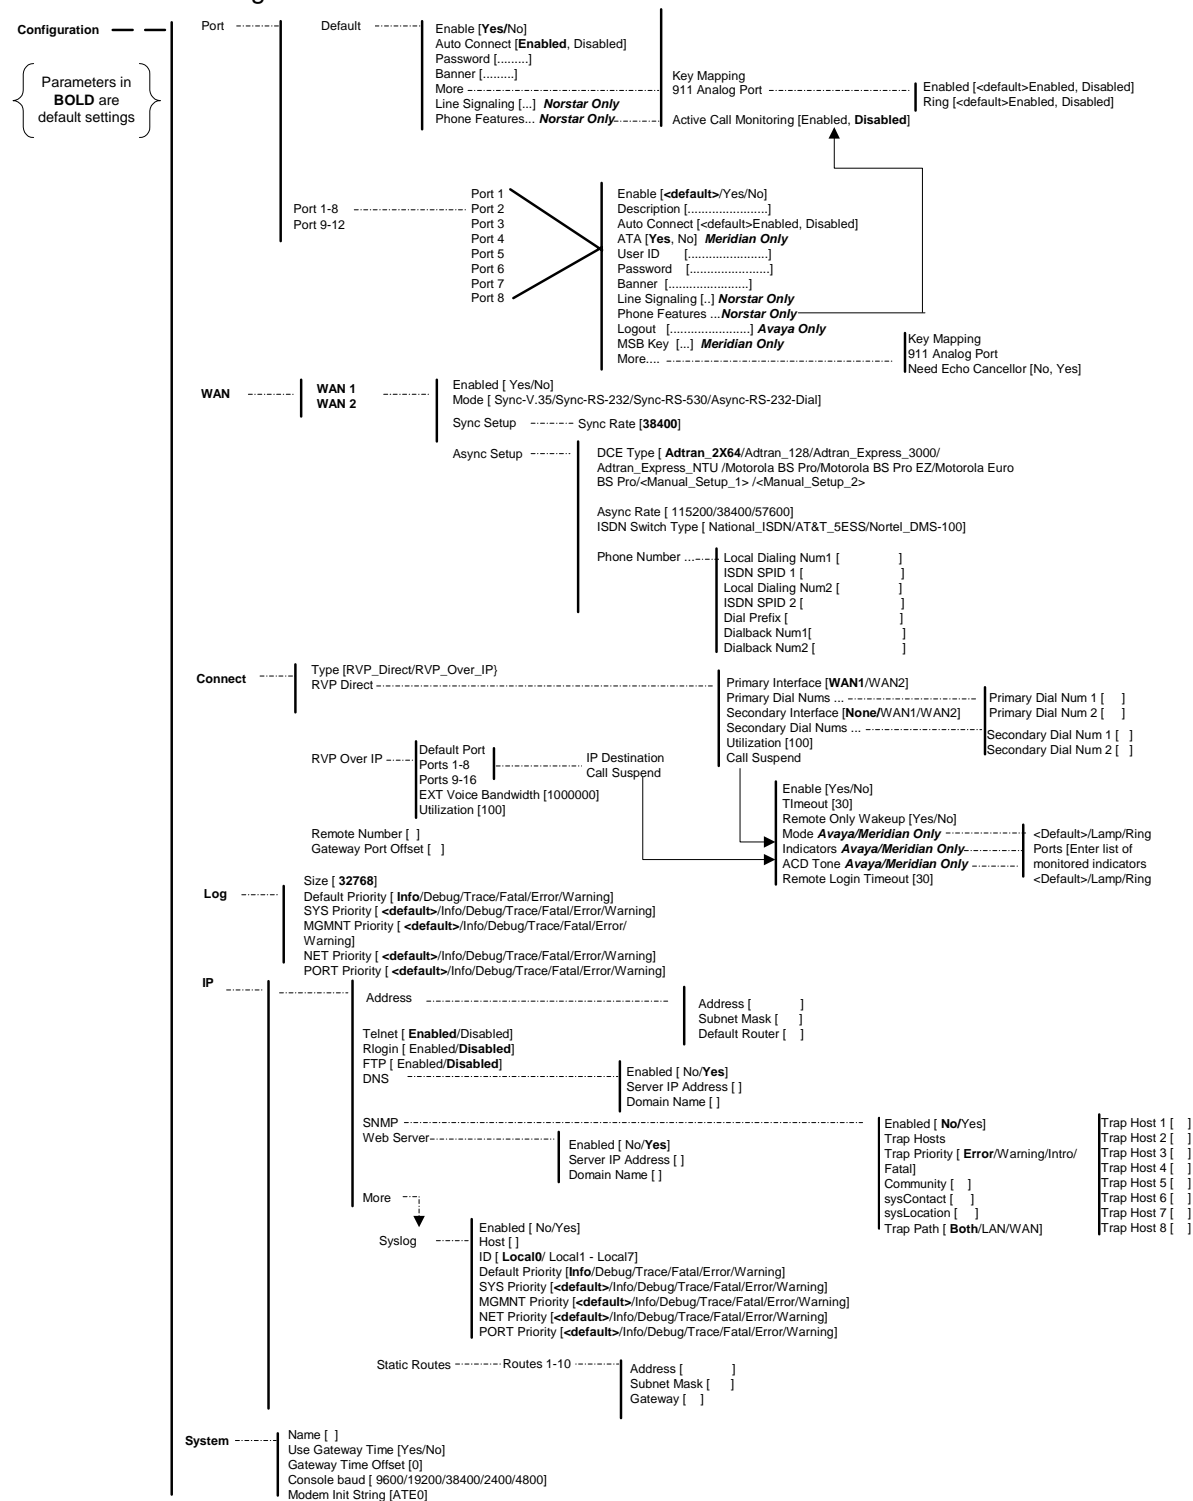 Configuration
Parameters in
BOLD are
default settings
Port
Default
Enable [Yes/No]
Auto Connect [Enabled, Disabled]
Password [.........]
Banner [.........]
More
Line Signaling [...] Norstar Only
Phone Features... Norstar Only
Key Mapping
911 Analog Port
Active Call Monitoring [Enabled, Disabled]
Enabled [<default>Enabled, Disabled]
Ring [<default>Enabled, Disabled]
Port 1-8
Port 9-12
Port 1
Port 2
Port 3
Port 4
Port 5
Port 6
Port 7
Port 8
Enable [<default>/Yes/No]
Description [.......................]
Auto Connect [<default>Enabled, Disabled]
ATA [Yes, No] Meridian Only
User ID [.......................]
Password [.......................]
Banner [.......................]
Line Signaling [..] Norstar Only
Phone Features ...Norstar Only
Logout [.......................] Avaya Only
MSB Key [...] Meridian Only
More....
Key Mapping
911 Analog Port
Need Echo Cancellor [No, Yes]
WAN
WAN 1
WAN 2
Enabled [ Yes/No]
Mode [ Sync-V.35/Sync-RS-232/Sync-RS-530/Async-RS-232-Dial]
Sync Setup
Sync Rate [38400]
Async Setup
DCE Type [ Adtran_2X64/Adtran_128/Adtran_Express_3000/
Adtran_Express_NTU /Motorola BS Pro/Motorola BS Pro EZ/Motorola Euro
BS Pro/<Manual_Setup_1> /<Manual_Setup_2>
Async Rate [ 115200/38400/57600]
ISDN Switch Type [ National_ISDN/AT&T_5ESS/Nortel_DMS-100]
Phone Number ...
Local Dialing Num1 [ ]
ISDN SPID 1 [ ]
Local Dialing Num2 [ ]
ISDN SPID 2 [ ]
Dial Prefix [ ]
Dialback Num1[ ]
Dialback Num2 [ ]
Connect
Type [RVP_Direct/RVP_Over_IP}
RVP Direct
Primary Interface [WAN1/WAN2]
Primary Dial Nums ...
Secondary Interface [None/WAN1/WAN2]
Secondary Dial Nums ...
Utilization [100]
Call Suspend
Primary Dial Num 1 [ ]
Primary Dial Num 2 [ ]
Secondary Dial Num 1 [ ]
Secondary Dial Num 2 [ ]
RVP Over IP
Default Port
Ports 1-8
Ports 9-16
EXT Voice Bandwidth [1000000]
Utilization [100]
IP Destination
Call Suspend
Enable [Yes/No]
TImeout [30]
Remote Only Wakeup [Yes/No]
Mode Avaya/Meridian Only
Indicators Avaya/Meridian Only
ACD Tone Avaya/Meridian Only
Remote Login Timeout [30]
<Default>/Lamp/Ring
Ports [Enter list of
monitored indicators
<Default>/Lamp/Ring
Remote Number [ ]
Gateway Port Offset [ ]
Log
Size [ 32768]
Default Priority [ Info/Debug/Trace/Fatal/Error/Warning]
SYS Priority [ <default>/Info/Debug/Trace/Fatal/Error/Warning]
MGMNT Priority [ <default>/Info/Debug/Trace/Fatal/Error/
Warning]
NET Priority [ <default>/Info/Debug/Trace/Fatal/Error/Warning]
PORT Priority [ <default>/Info/Debug/Trace/Fatal/Error/Warning]
IP
Address
Address [ ]
Subnet Mask [ ]
Default Router [ ]
Telnet [ Enabled/Disabled]
Rlogin [ Enabled/Disabled]
FTP [ Enabled/Disabled]
DNS
Enabled [ No/Yes]
Server IP Address [ ]
Domain Name [ ]
SNMP
Web Server
Enabled [ No/Yes]
Server IP Address [ ]
Domain Name [ ]
Enabled [ No/Yes]
Trap Hosts
Trap Priority [ Error/Warning/Intro/
Fatal]
Community [ ]
sysContact [ ]
sysLocation [ ]
Trap Path [ Both/LAN/WAN]
Trap Host 1 [ ]
Trap Host 2 [ ]
Trap Host 3 [ ]
Trap Host 4 [ ]
Trap Host 5 [ ]
Trap Host 6 [ ]
Trap Host 7 [ ]
Trap Host 8 [ ]
More
Syslog
Enabled [ No/Yes]
Host [ ]
ID [ Local0/ Local1 - Local7]
Default Priority [Info/Debug/Trace/Fatal/Error/Warning]
SYS Priority [<default>/Info/Debug/Trace/Fatal/Error/Warning]
MGMNT Priority [<default>/Info/Debug/Trace/Fatal/Error/Warning]
NET Priority [<default>/Info/Debug/Trace/Fatal/Error/Warning]
PORT Priority [<default>/Info/Debug/Trace/Fatal/Error/Warning]
Static Routes
Routes 1-10
Address [ ]
Subnet Mask [ ]
Gateway [ ]
System
Name [ ]
Use Gateway Time [Yes/No]
Gateway Time Offset [0]
Console baud [ 9600/19200/38400/2400/4800]
Modem Init String [ATE0]